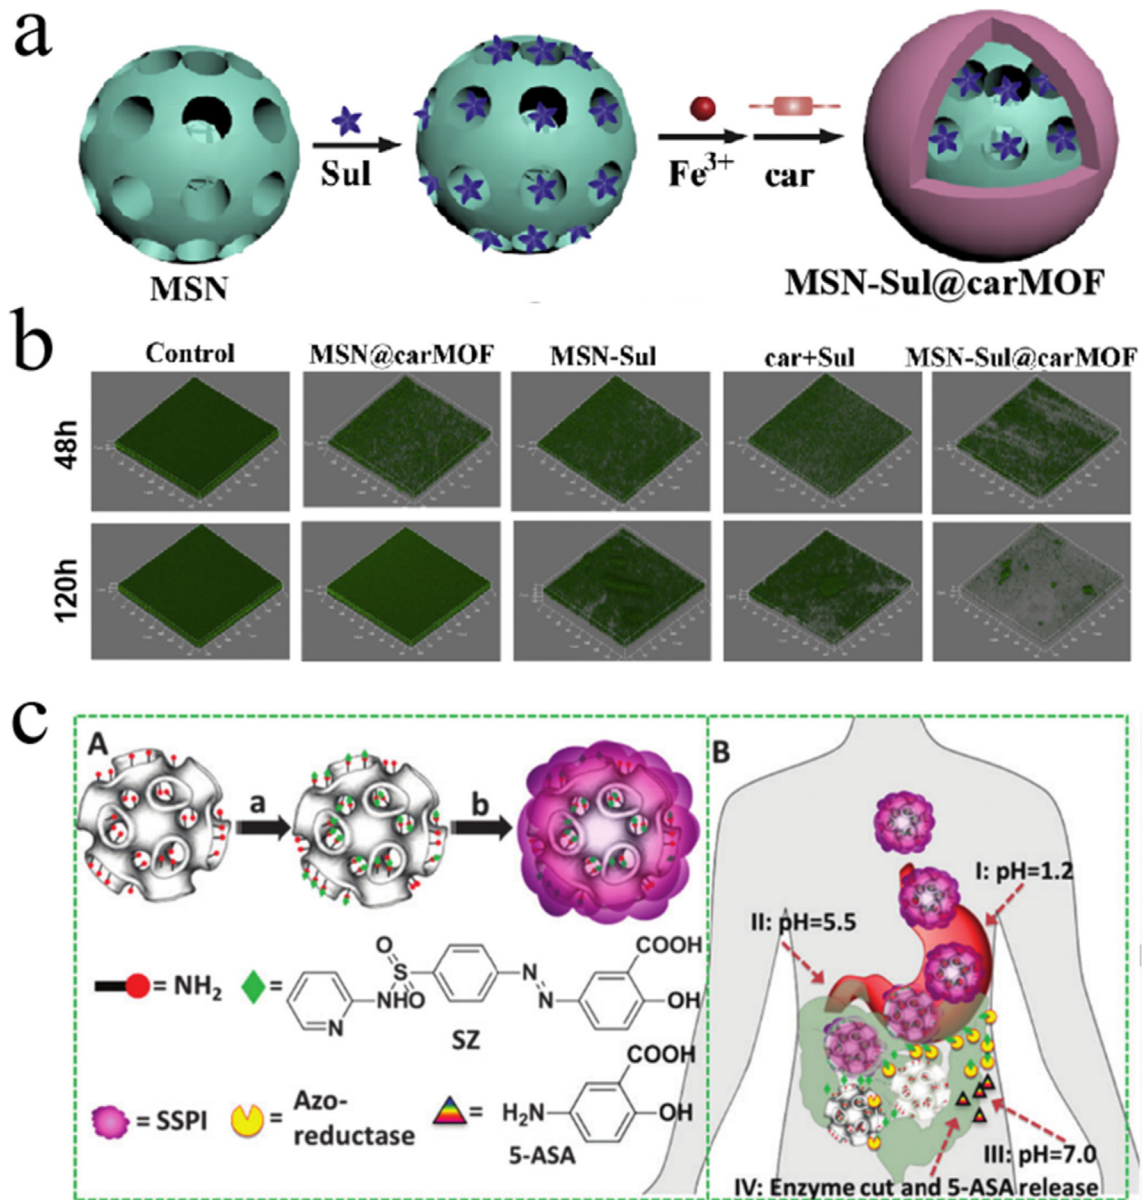 a
Sul
Fe³⁺
car
MSN
MSN-Sul@carMOF
b
Control
MSN@carMOF
MSN-Sul
car+Sul
MSN-Sul@carMOF
48h
120h
c
A
a
b
= NH₂
=
O
S
O
NH
N
N
N
COOH
OH
SZ
= SSPI
=
Azo-
reductase
=
COOH
H₂N
OH
5-ASA
B
I: pH=1.2
II: pH=5.5
III: pH=7.0
IV: Enzyme cut and 5-ASA release